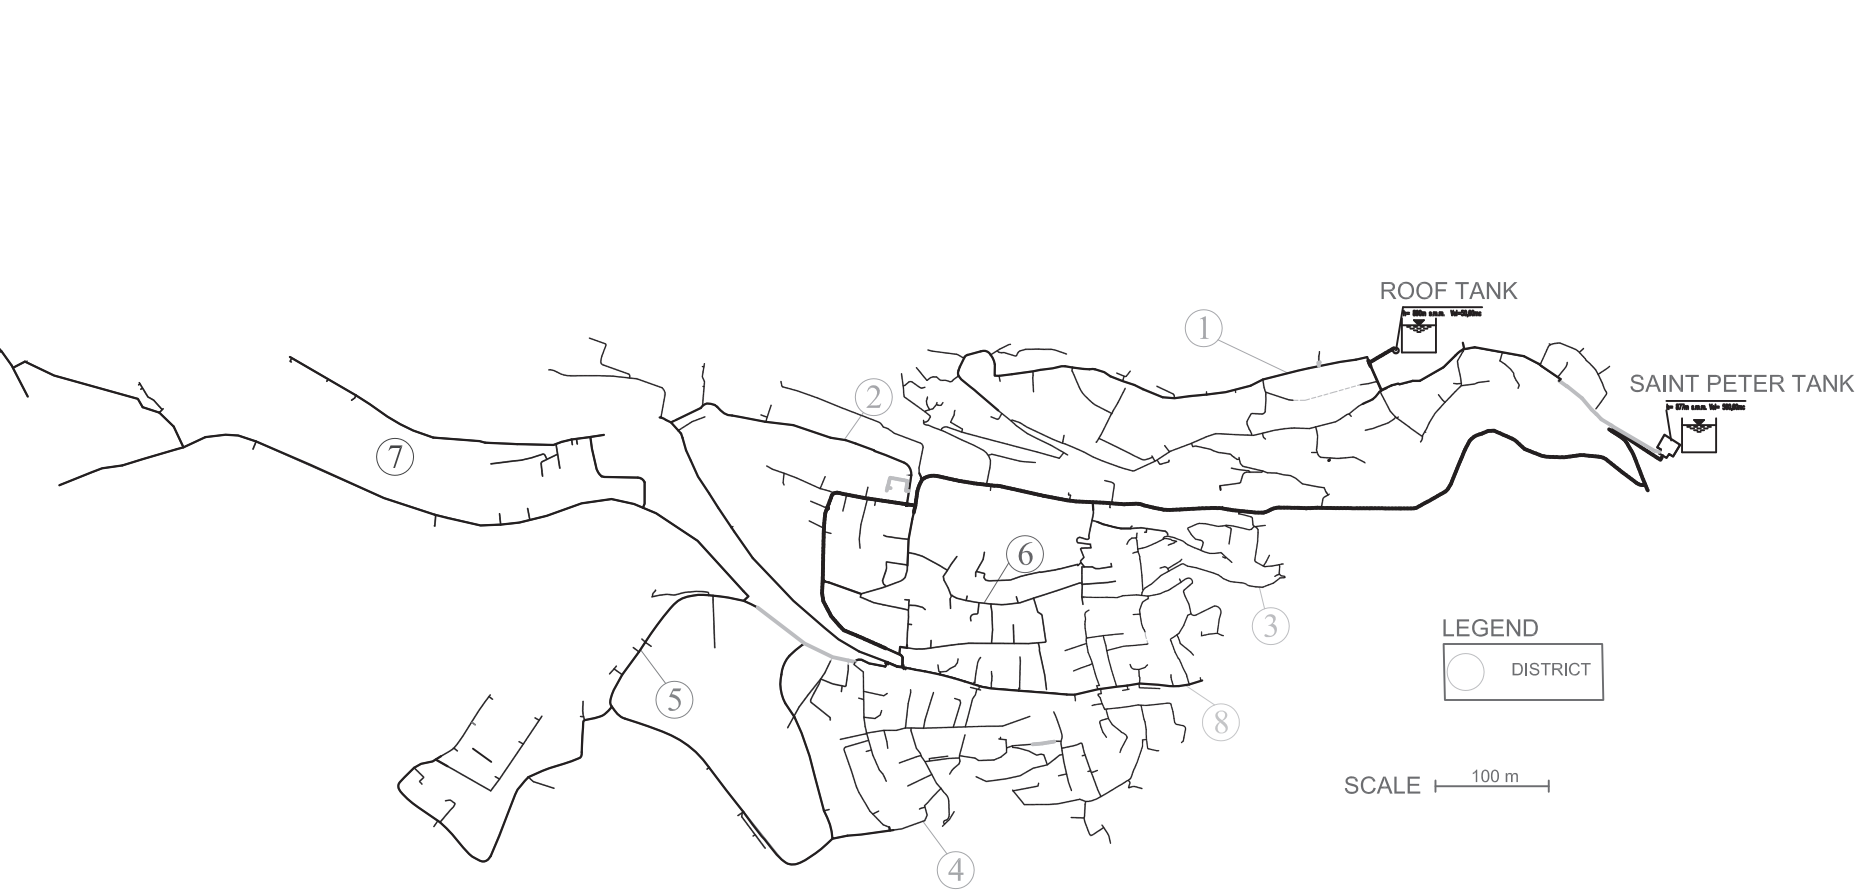 ROOF TANK
1
SAINT PETER TANK
2
7
6
3
LEGEND
DISTRICT
5
8
SCALE
100 m
4